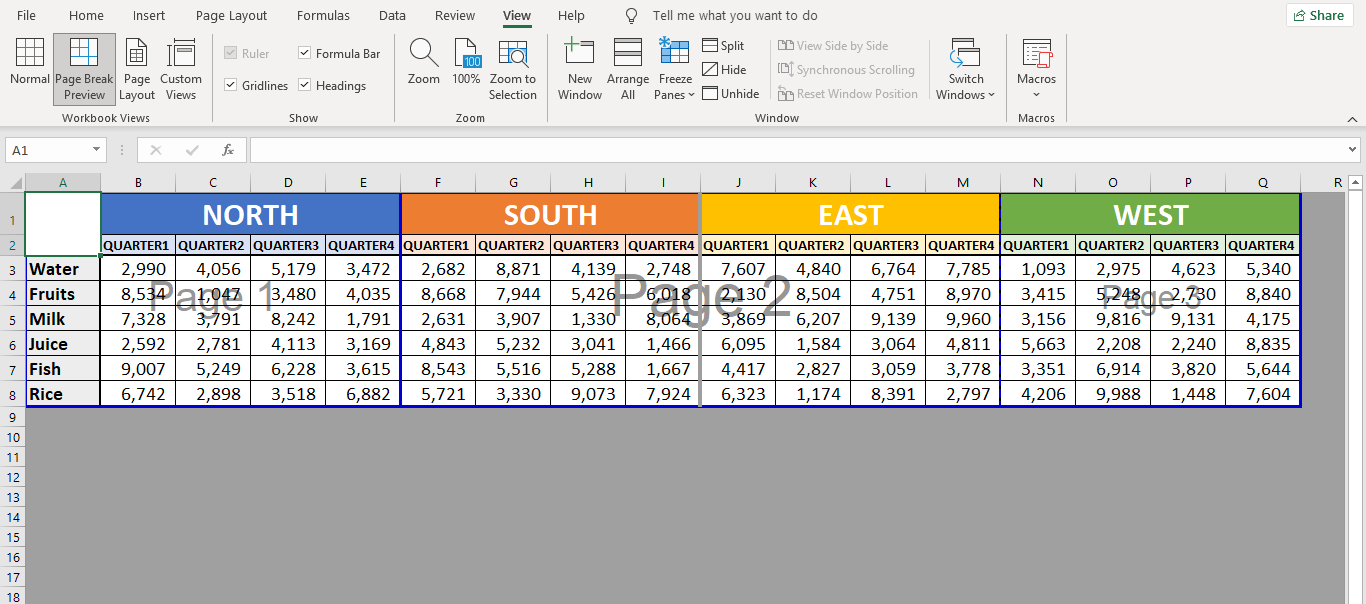 File Home Insert Page Layout Formulas Data Review View Help Tell me what you want to do Share
Normal Page Break Preview Page Layout Custom Views
Workbook Views
Ruler Formula Bar
Gridlines Headings
Show
Zoom 100% Zoom to Selection
Zoom
New Window Arrange All Freeze Panes
Split
Hide
Unhide
View Side by Side
Synchronous Scrolling
Reset Window Position
Switch Windows
Window
Macros
Macros
A1 fx
A B C D E F G H I J K L M N O P Q R
1 NORTH SOUTH EAST WEST
2 QUARTER1 QUARTER2 QUARTER3 QUARTER4 QUARTER1 QUARTER2 QUARTER3 QUARTER4 QUARTER1 QUARTER2 QUARTER3 QUARTER4 QUARTER1 QUARTER2 QUARTER3 QUARTER4
3 Water 2,990 4,056 5,179 3,472 2,682 8,871 4,139 2,748 7,607 4,840 6,764 7,785 1,093 2,975 4,623 5,340
4 Fruits 8,534 1,047 3,480 4,035 8,668 7,944 5,426 6,018 2,130 8,504 4,751 8,970 3,415 5,248 2,730 8,840
Page 1 Page 2 Page 3
5 Milk 7,328 3,791 8,242 1,791 2,631 3,907 1,330 8,064 3,869 6,207 9,139 9,960 3,156 9,816 9,131 4,175
6 Juice 2,592 2,781 4,113 3,169 4,843 5,232 3,041 1,466 6,095 1,584 3,064 4,811 5,663 2,208 2,240 8,835
7 Fish 9,007 5,249 6,228 3,615 8,543 5,516 5,288 1,667 4,417 2,827 3,059 3,778 3,351 6,914 3,820 5,644
8 Rice 6,742 2,898 3,518 6,882 5,721 3,330 9,073 7,924 6,323 1,174 8,391 2,797 4,206 9,988 1,448 7,604
9
10
11
12
13
14
15
16
17
18